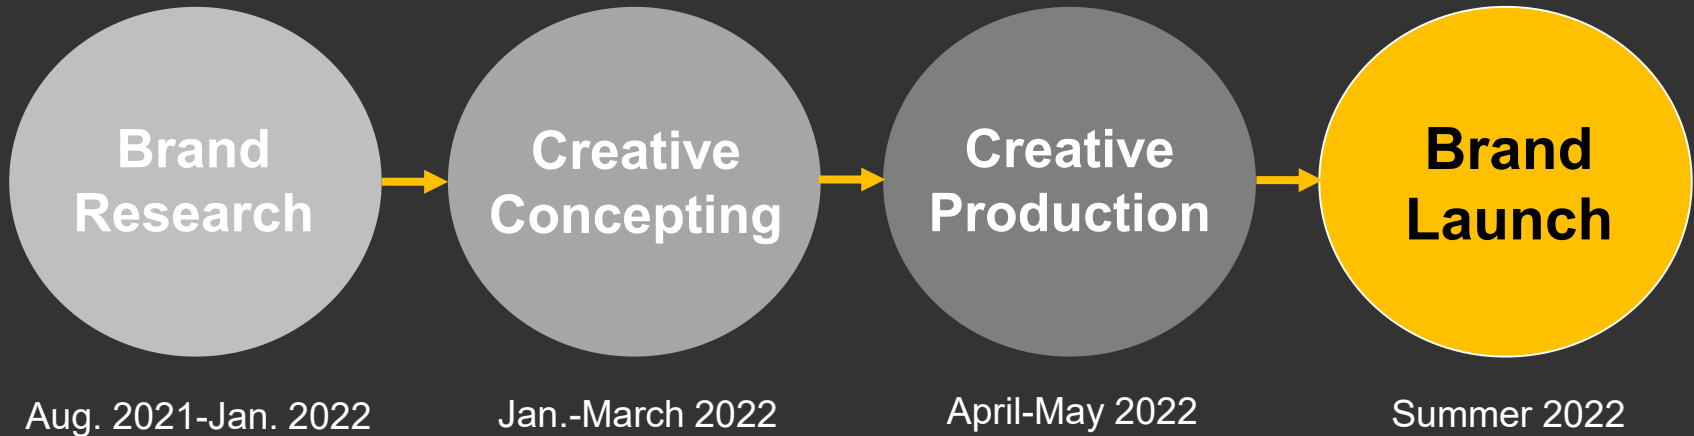 Brand
Research
Creative
Concepting
Creative
Production
Brand
Launch
Aug. 2021-Jan. 2022
Jan.-March 2022
April-May 2022
Summer 2022